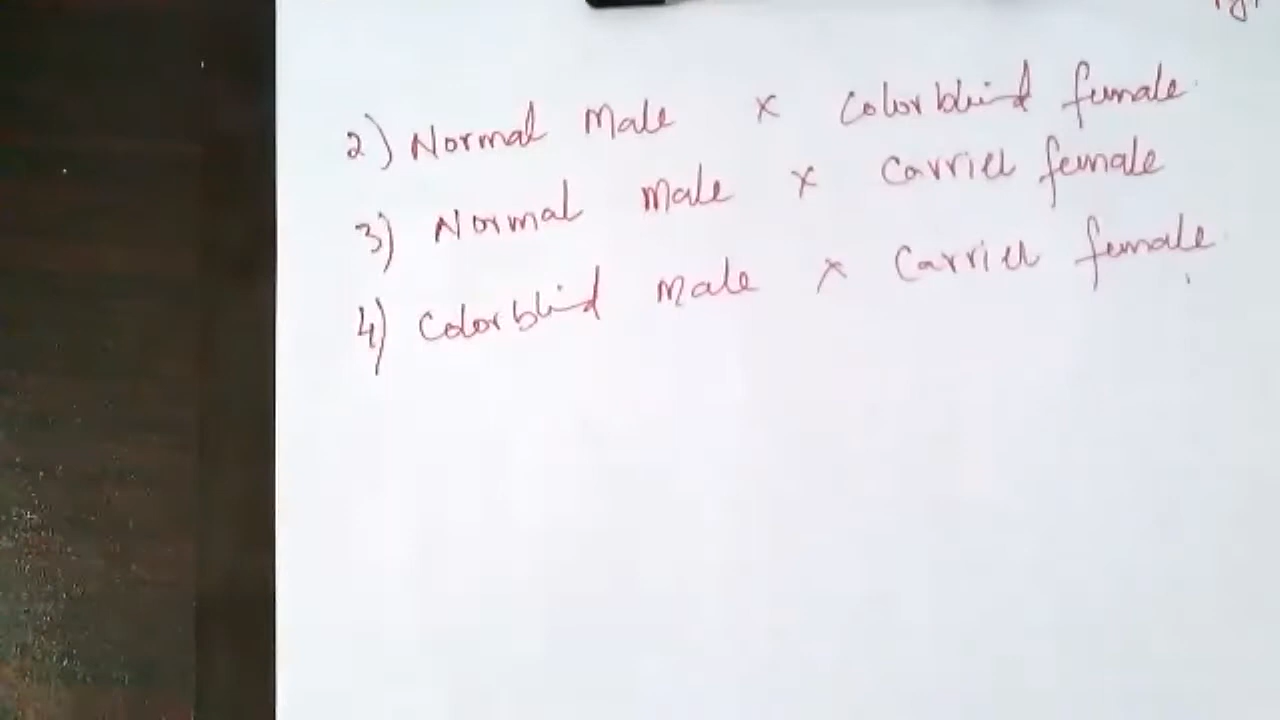 2) Normal Male x Colorblind female
3) Normal Male x Carrier female
4) Colorblind Male x Carrier female